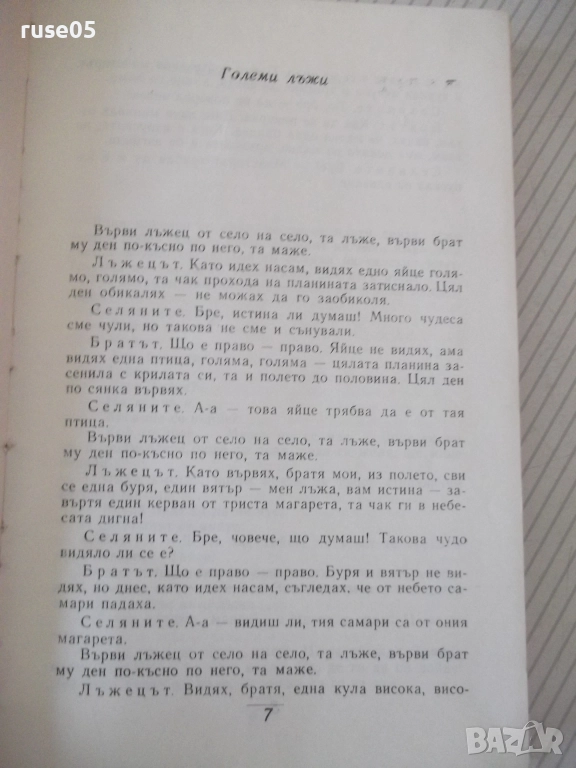 ruse05
Големи лъжи
Върви лъжец от село на село, та лъже, върви брат
му ден по-късно по него, та маже.
Лъжецът. Като идех насам, видях едно яйце голя-
мо, голямо, та чак прохода на планината затиснало. Цял
ден обикалях — не можах да го заобиколя.
Селяните. Бре, истина ли думаш! Много чудеса
сме чули, но такова не сме и сънували.
Братът. Що е право — право. Яйце не видях, ама
видях една птица, голяма, голяма — цялата планина за-
сенила с крилата си, та и полето до половина. Цял ден
по сянка вървях.
Селяните. А-а — това яйце трябва да е от тая
птица.
Върви лъжец от село на село, та лъже, върви брат
му ден по-късно по него, та маже.
Лъжецът. Като вървях, братя мои, из полето, сви
се една буря, един вятър — мен лъжа, вам истина — за-
въртя един керван от триста магарета, та чак ги в небе-
сата дигна!
Селяните. Бре, човече, що думаш! Такова чудо
видяло ли се е?
Братът. Що е право — право. Буря и вятър не ви-
дях, но днес, като идех насам, съгледах, че от небето са-
мари падаха.
Селяните. А-а — видиш ли, тия самари са от ония
магарета.
Върви лъжец от село на село, та лъже, върви брат
му ден по-късно по него, та маже.
Лъжецът. Видях, братя, една кула висока, висо-
7
BAZAR